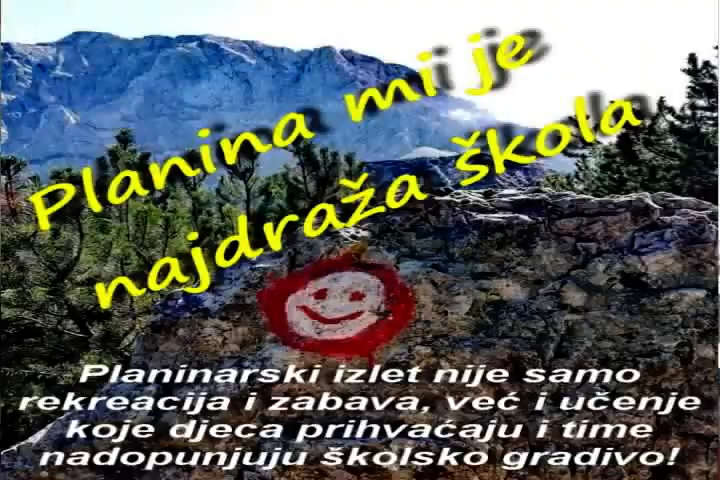 Planina mi je
najdraža škola
Planinarski izlet nije samo
rekreacija i zabava, već i učenje
koje djeca prihvaćaju i time
nadopunjuju školsko gradivo!